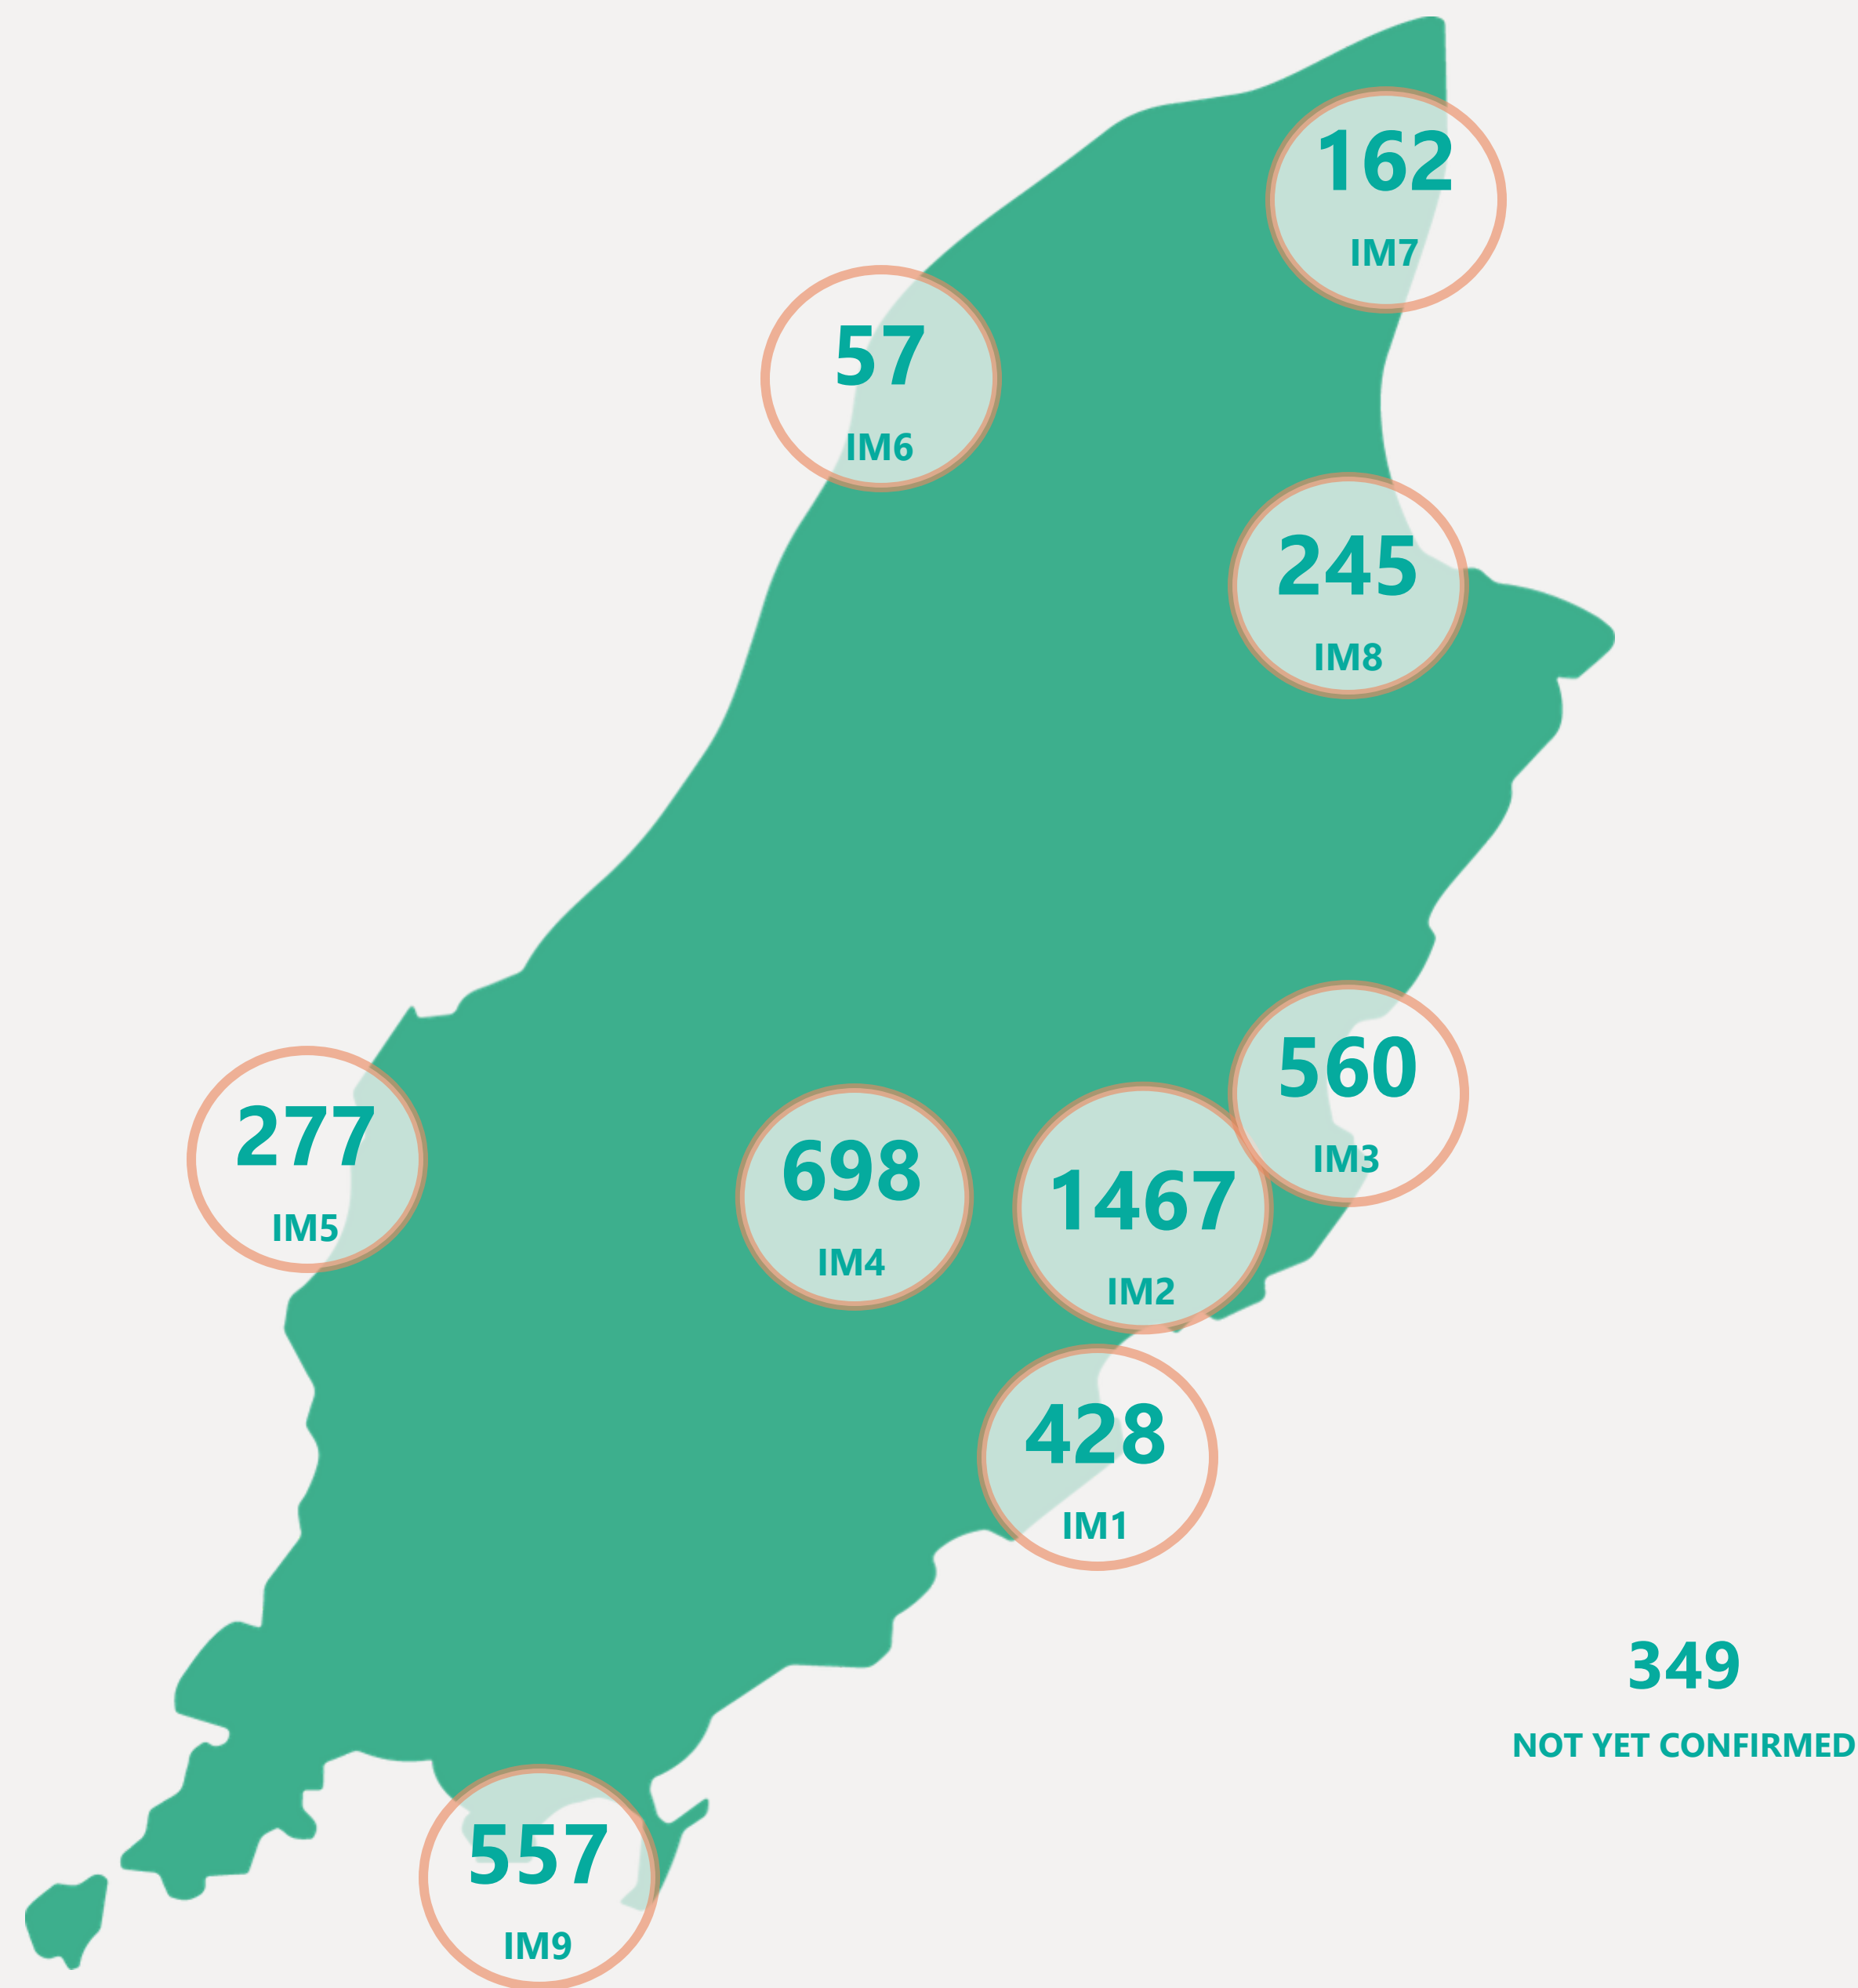 162
IM7
57
IM6
245
IM8
560
IM3
277
IM5
698
IM4
1467
IM2
428
IM1
349
NOT YET CONFIRMED
557
IM9